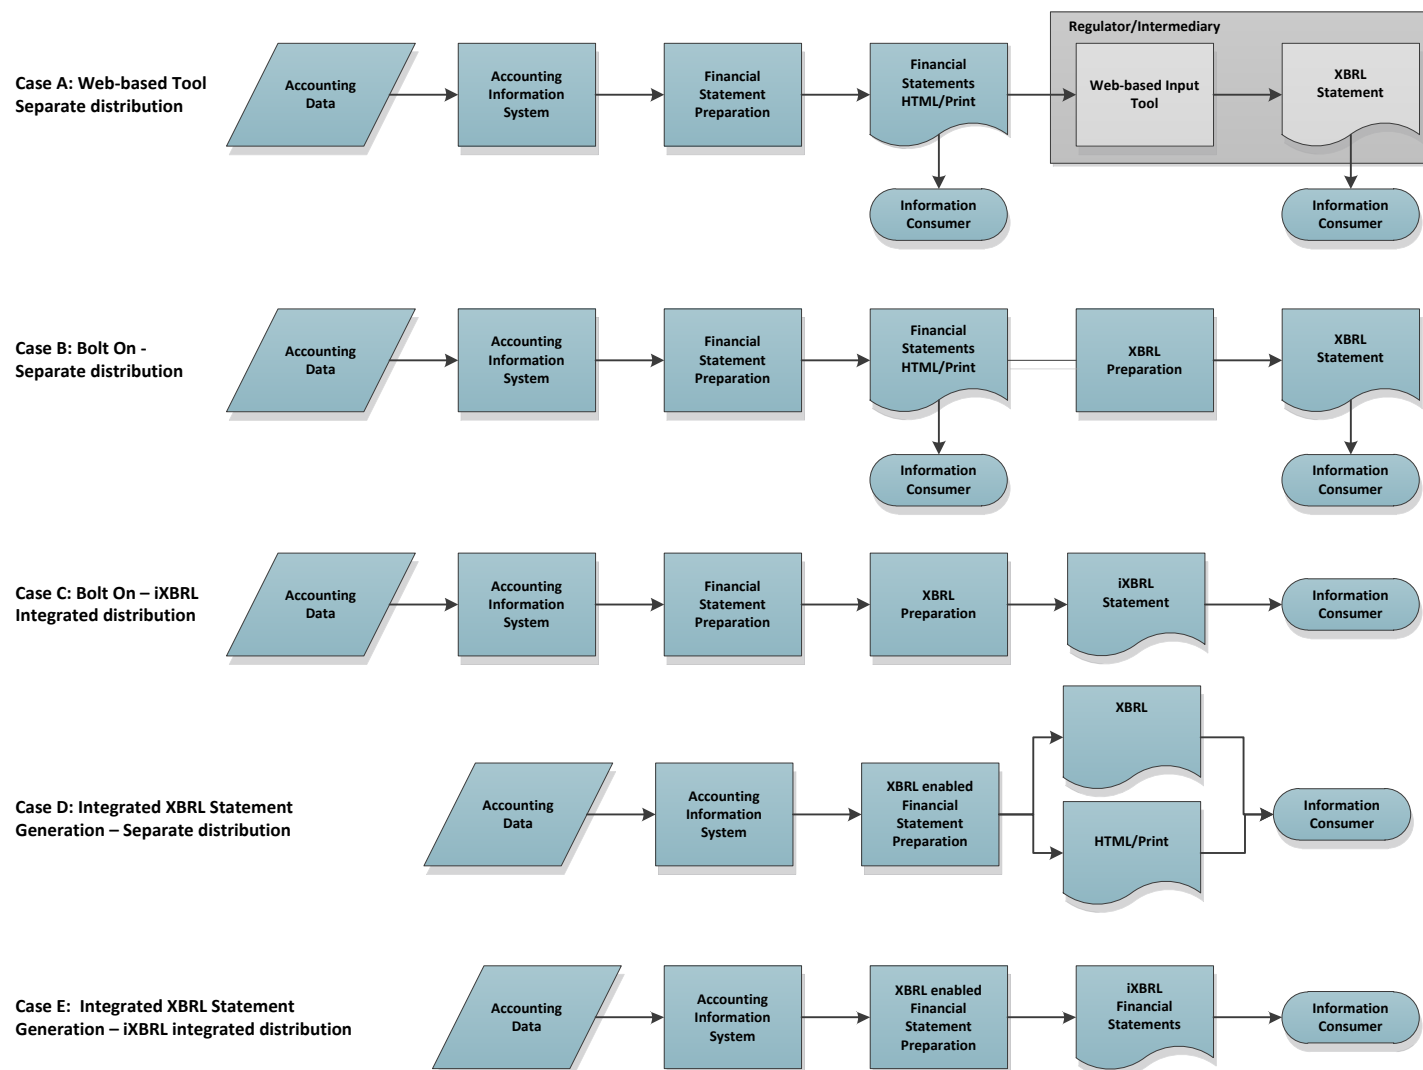 Regulator/Intermediary
Case A: Web-based Tool
Separate distribution
Accounting
Data
Accounting
Information
System
Financial
Statement
Preparation
Financial
Statements
HTML/Print
Web-based Input
Tool
XBRL
Statement
Information
Consumer
Information
Consumer
Case B: Bolt On -
Separate distribution
Accounting
Data
Accounting
Information
System
Financial
Statement
Preparation
Financial
Statements
HTML/Print
XBRL
Preparation
XBRL
Statement
Information
Consumer
Information
Consumer
Case C: Bolt On – iXBRL
Integrated distribution
Accounting
Data
Accounting
Information
System
Financial
Statement
Preparation
XBRL
Preparation
iXBRL
Statement
Information
Consumer
Case D: Integrated XBRL Statement
Generation – Separate distribution
Accounting
Data
Accounting
Information
System
XBRL enabled
Financial
Statement
Preparation
XBRL
HTML/Print
Information
Consumer
Case E:  Integrated XBRL Statement
Generation – iXBRL integrated distribution
Accounting
Data
Accounting
Information
System
XBRL enabled
Financial
Statement
Preparation
iXBRL
Financial
Statements
Information
Consumer